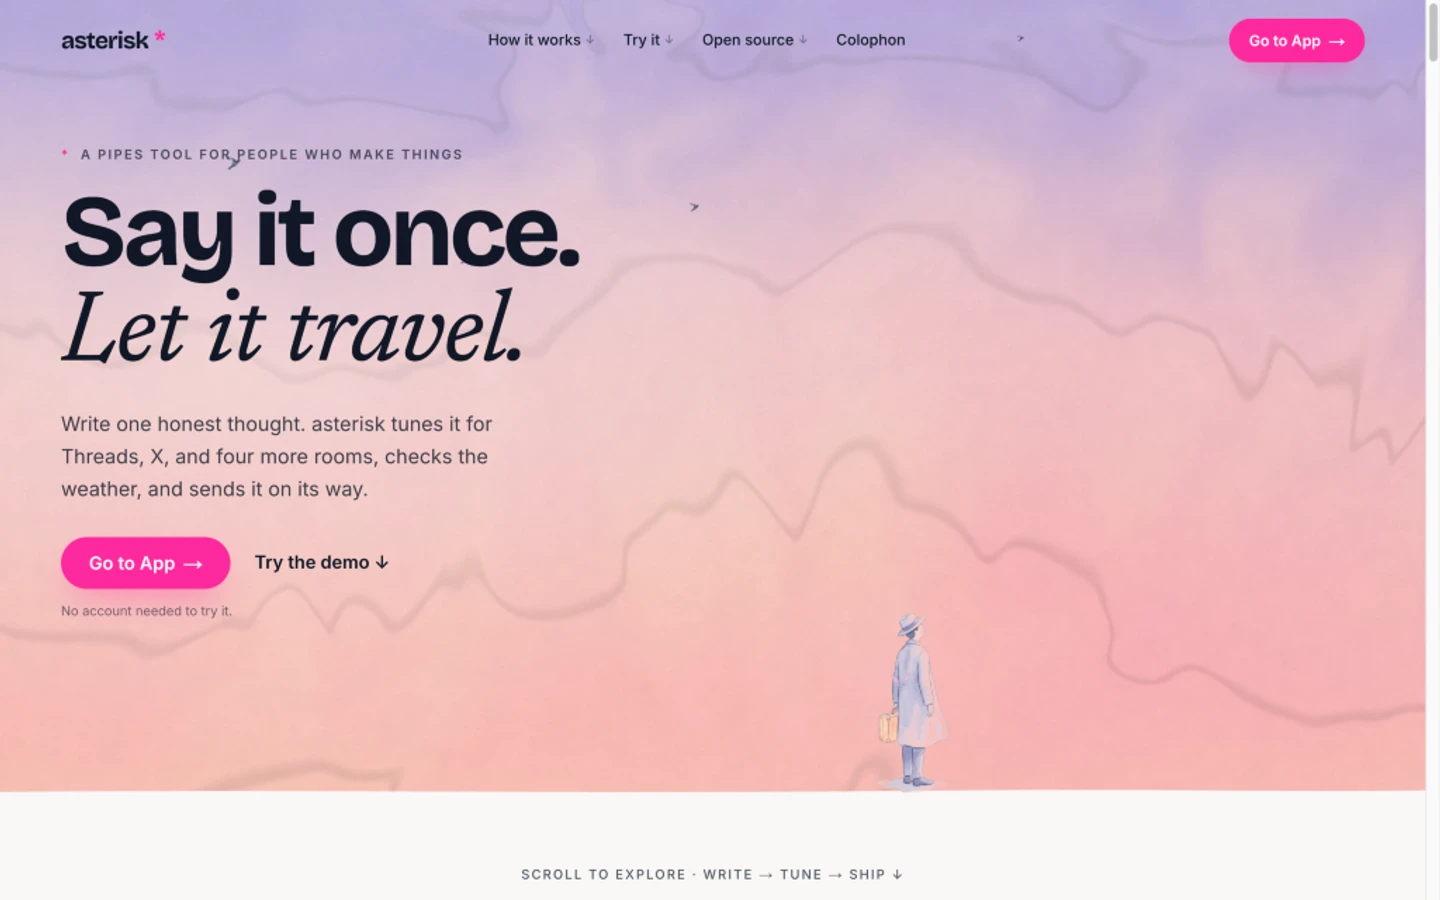 asterisk *
How it works ↓
Try it ↓
Open source ↓
Colophon
Go to App →
* A PIPES TOOL FOR PEOPLE WHO MAKE THINGS
Say it once.
Let it travel.
Write one honest thought. asterisk tunes it for
Threads, X, and four more rooms, checks the
weather, and sends it on its way.
Go to App →
Try the demo ↓
No account needed to try it.
SCROLL TO EXPLORE · WRITE → TUNE → SHIP ↓